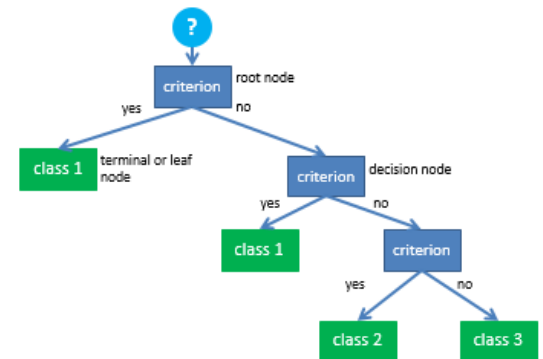 ?
criterion
root node
yes
no
class 1
terminal or leaf
node
criterion
decision node
yes
no
class 1
criterion
yes
no
class 2
class 3